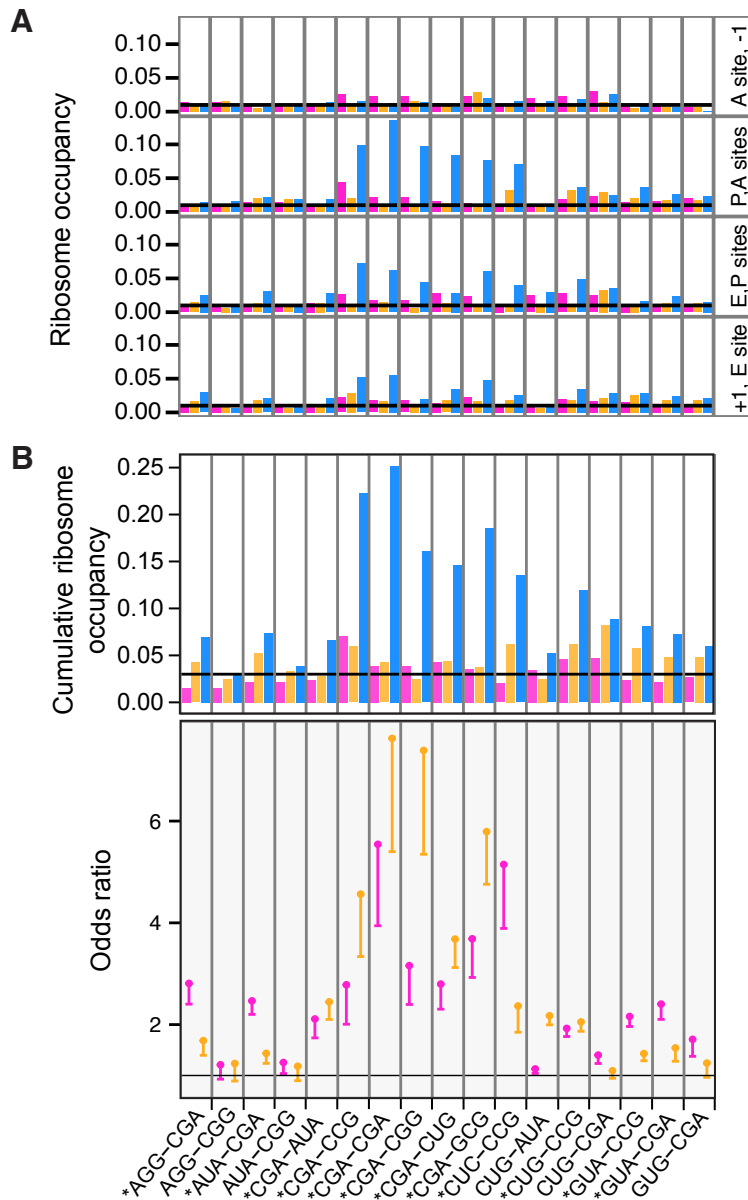 A
Ribosome occupancy
0.10
0.05
0.00
A site, -1
0.10
0.05
0.00
P,A sites
0.10
0.05
0.00
E,P sites
0.10
0.05
0.00
+1, E site
B
Cumulative ribosome
occupancy
0.25
0.20
0.15
0.10
0.05
0.00
Odds ratio
6
4
2
*AGG−CGA
AGG−CGG
*AUA−CGA
AUA−CGG
*CGA−AUA
*CGA−CCG
*CGA−CGA
*CGA−CGG
*CGA−CUG
*CGA−GCG
*CUC−CCG
CUG−AUA
*CUG−CCG
CUG−CGA
*GUA−CCG
*GUA−CGA
GUG−CGA